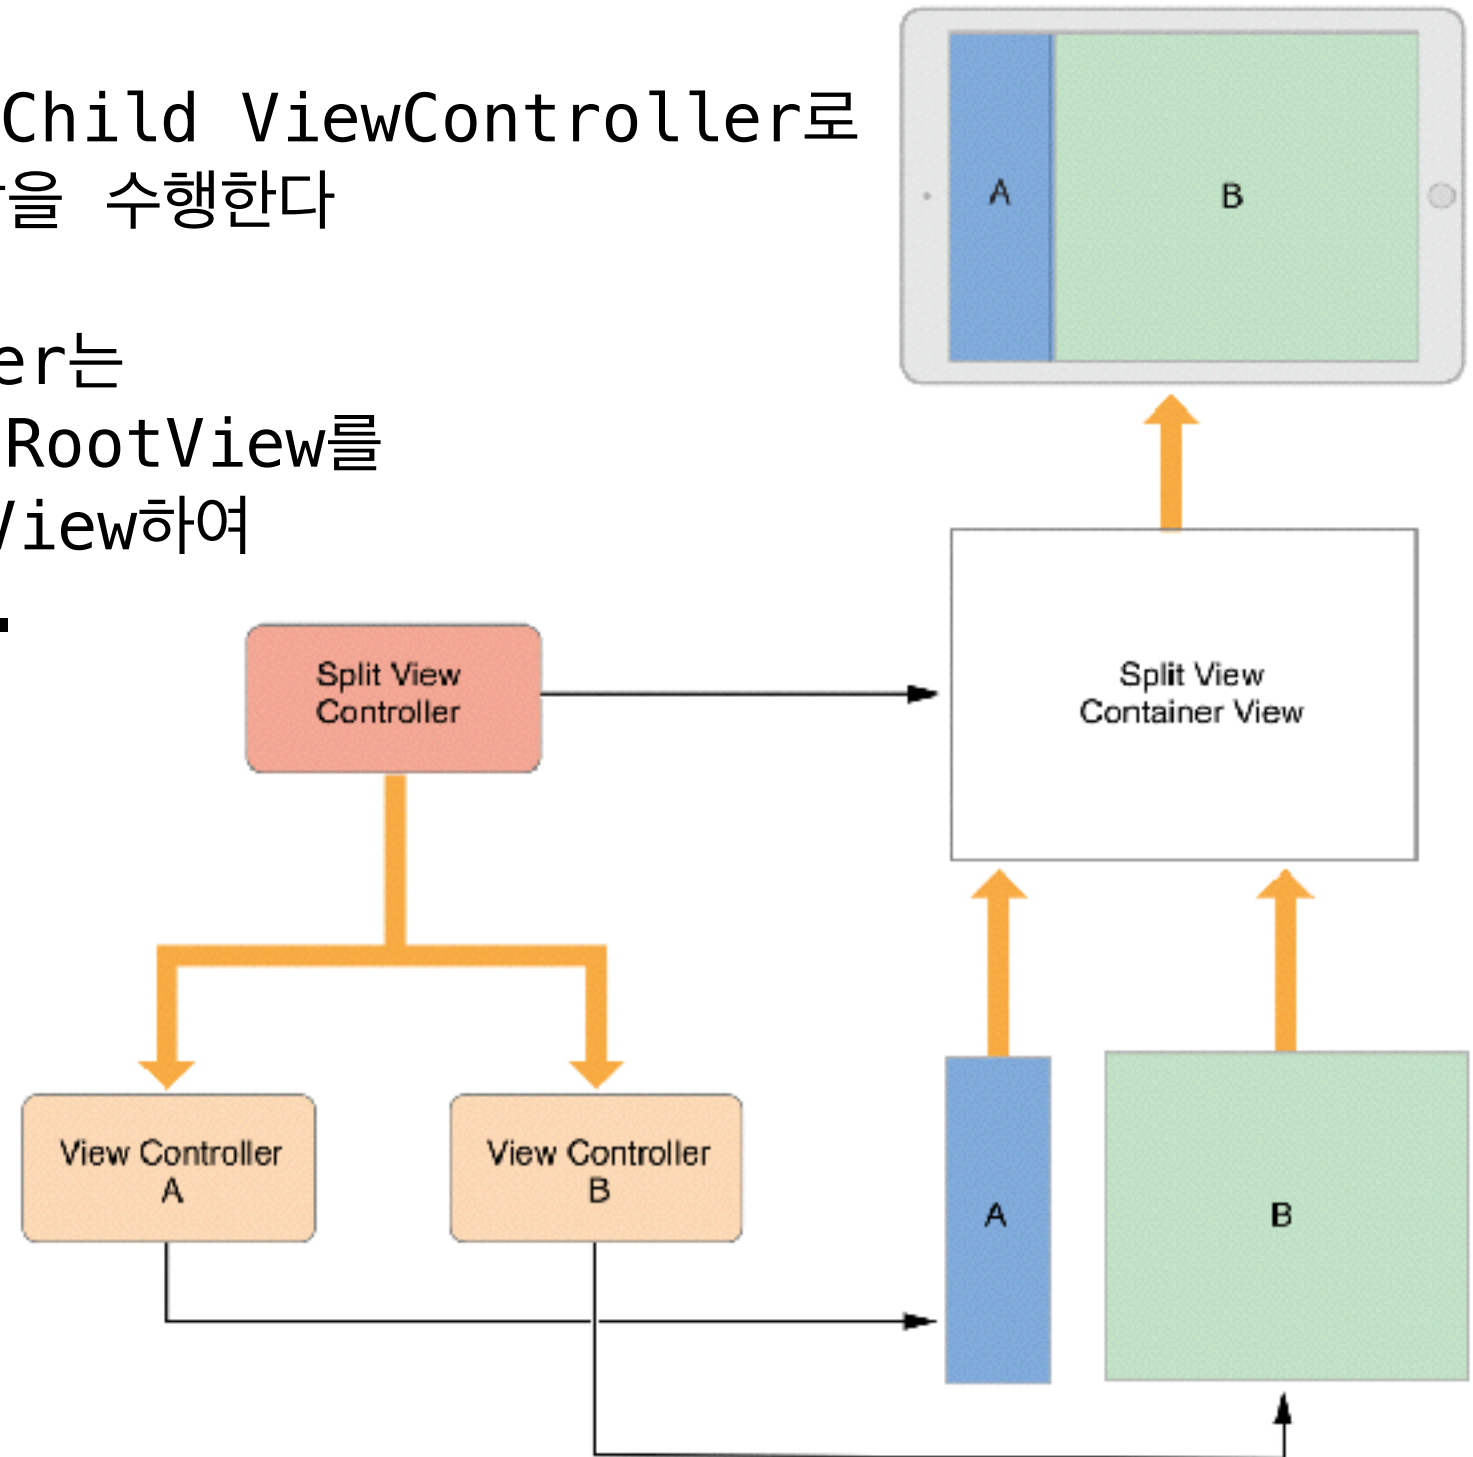 Child ViewController로
을 수행한다
er는
RootView를
View하여
.
A
B
Split View
Controller
Split View
Container View
View Controller
A
View Controller
B
A
B